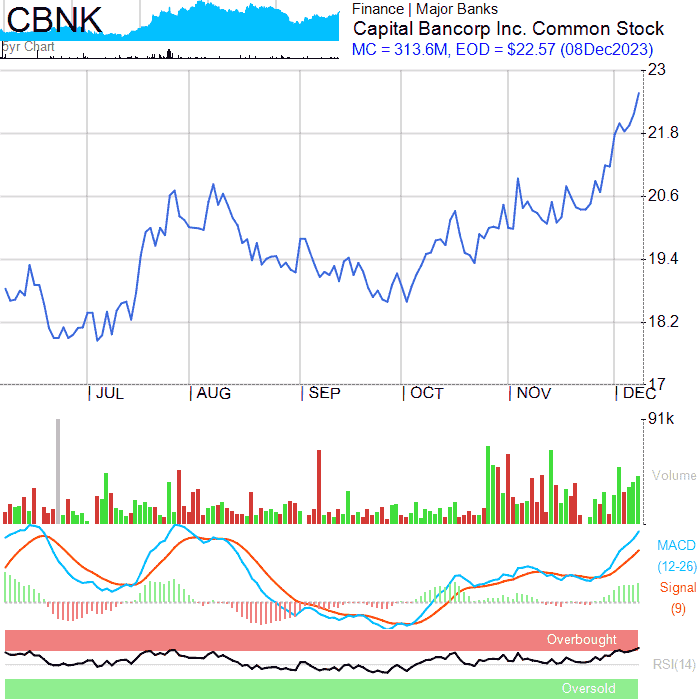 CBNK
5yr Chart
Finance | Major Banks
Capital Bancorp Inc. Common Stock
MC = 313.6M, EOD = $22.57 (08Dec2023)
23
21.8
20.6
19.4
18.2
17
JUL
AUG
SEP
OCT
NOV
DEC
91k
Volume
MACD
(12-26)
Signal
(9)
Overbought
RSI(14)
Oversold